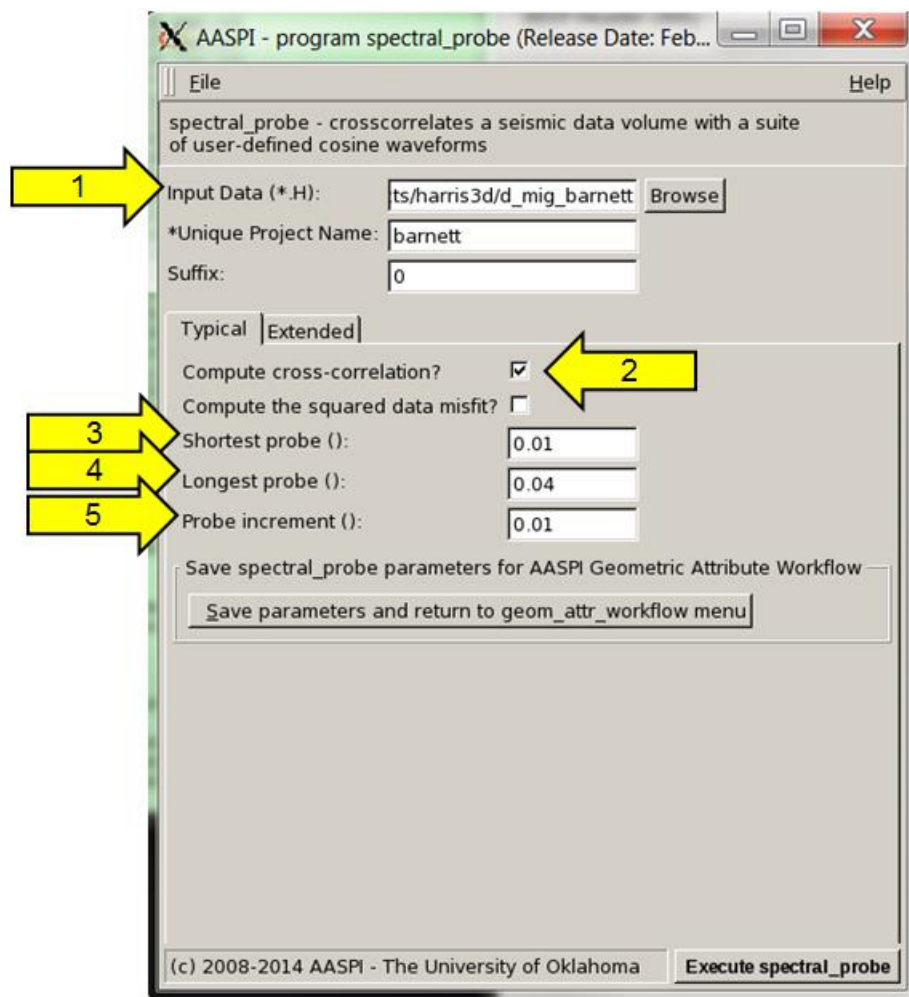 AASPI - program spectral_probe (Release Date: Feb...
File Help
spectral_probe - crosscorrelates a seismic data volume with a suite
of user-defined cosine waveforms
1
Input Data (*.H): ts/harris3d/d_mig_barnett Browse
*Unique Project Name: barnett
Suffix: 0
Typical Extended
Compute cross-correlation? 2
Compute the squared data misfit?
3 Shortest probe (): 0.01
4 Longest probe (): 0.04
5 Probe increment (): 0.01
Save spectral_probe parameters for AASPI Geometric Attribute Workflow
Save parameters and return to geom_attr_workflow menu
(c) 2008-2014 AASPI - The University of Oklahoma Execute spectral_probe